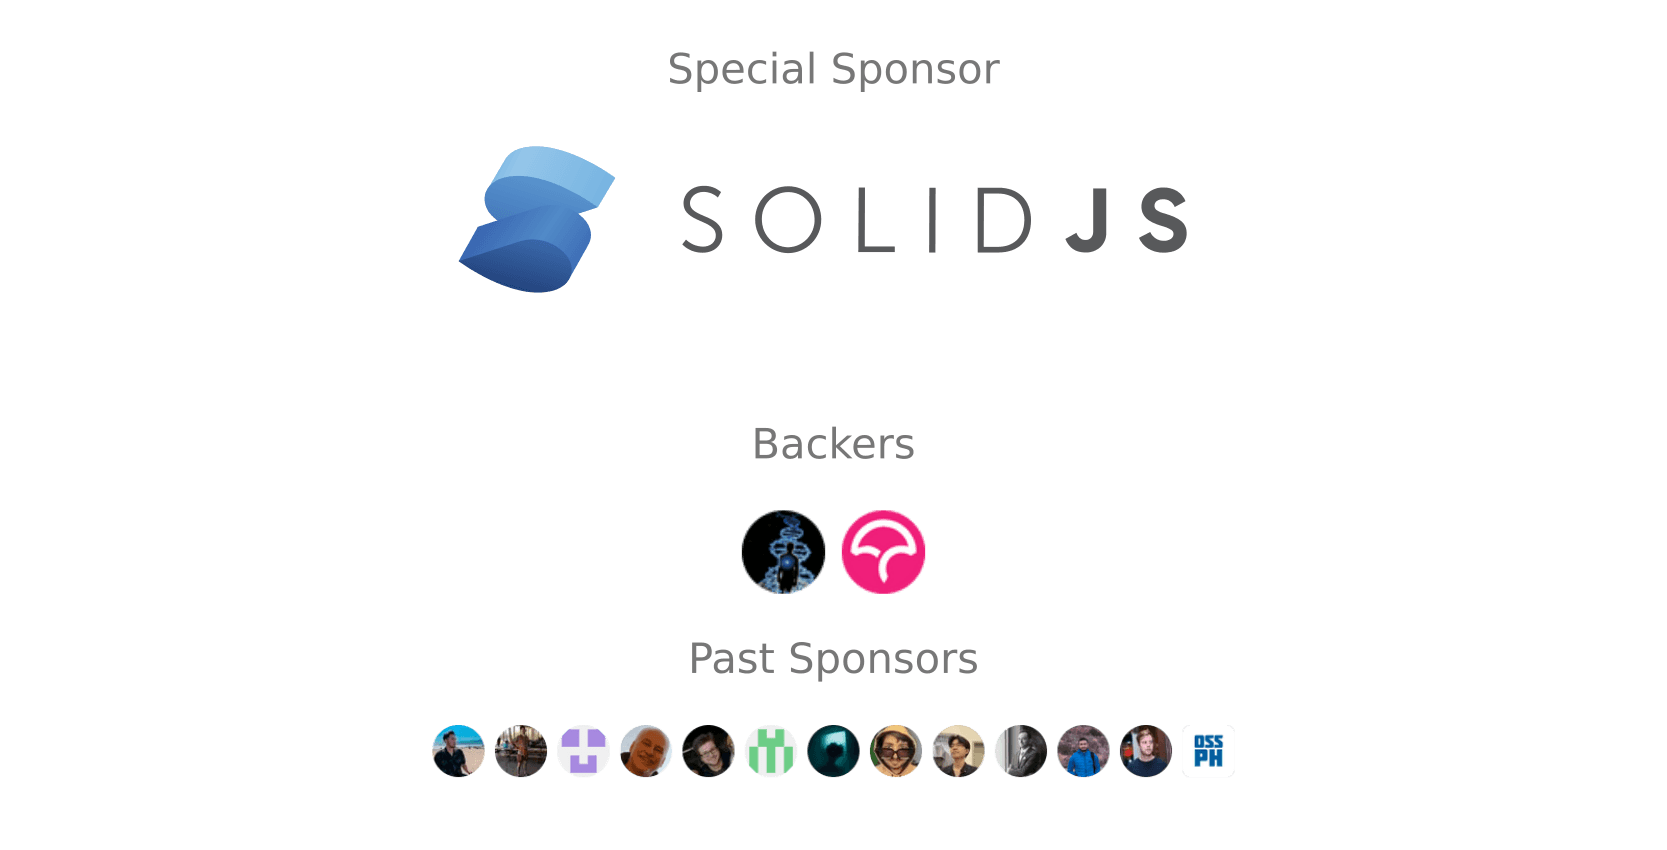 Special Sponsor
SOLIDJS
Backers
Past Sponsors
OSS
PH